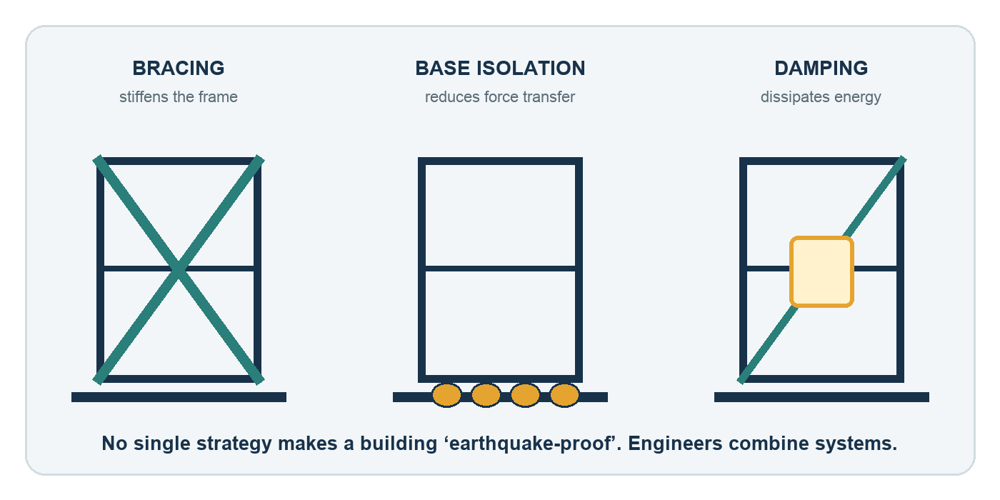 BRACING
stiffens the frame
BASE ISOLATION
reduces force transfer
DAMPING
dissipates energy
No single strategy makes a building ‘earthquake-proof’. Engineers combine systems.